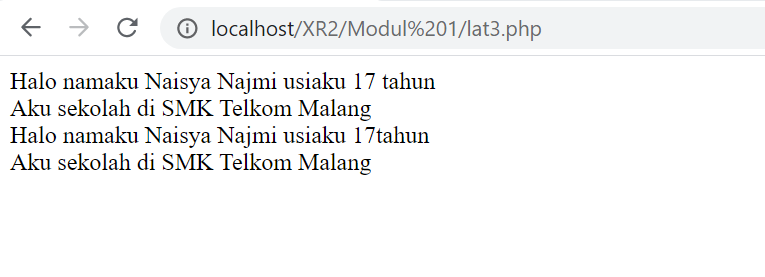 localhost/XR2/Modul%201/lat3.php
Halo namaku Naisya Najmi usiaku 17 tahun
Aku sekolah di SMK Telkom Malang
Halo namaku Naisya Najmi usiaku 17tahun
Aku sekolah di SMK Telkom Malang